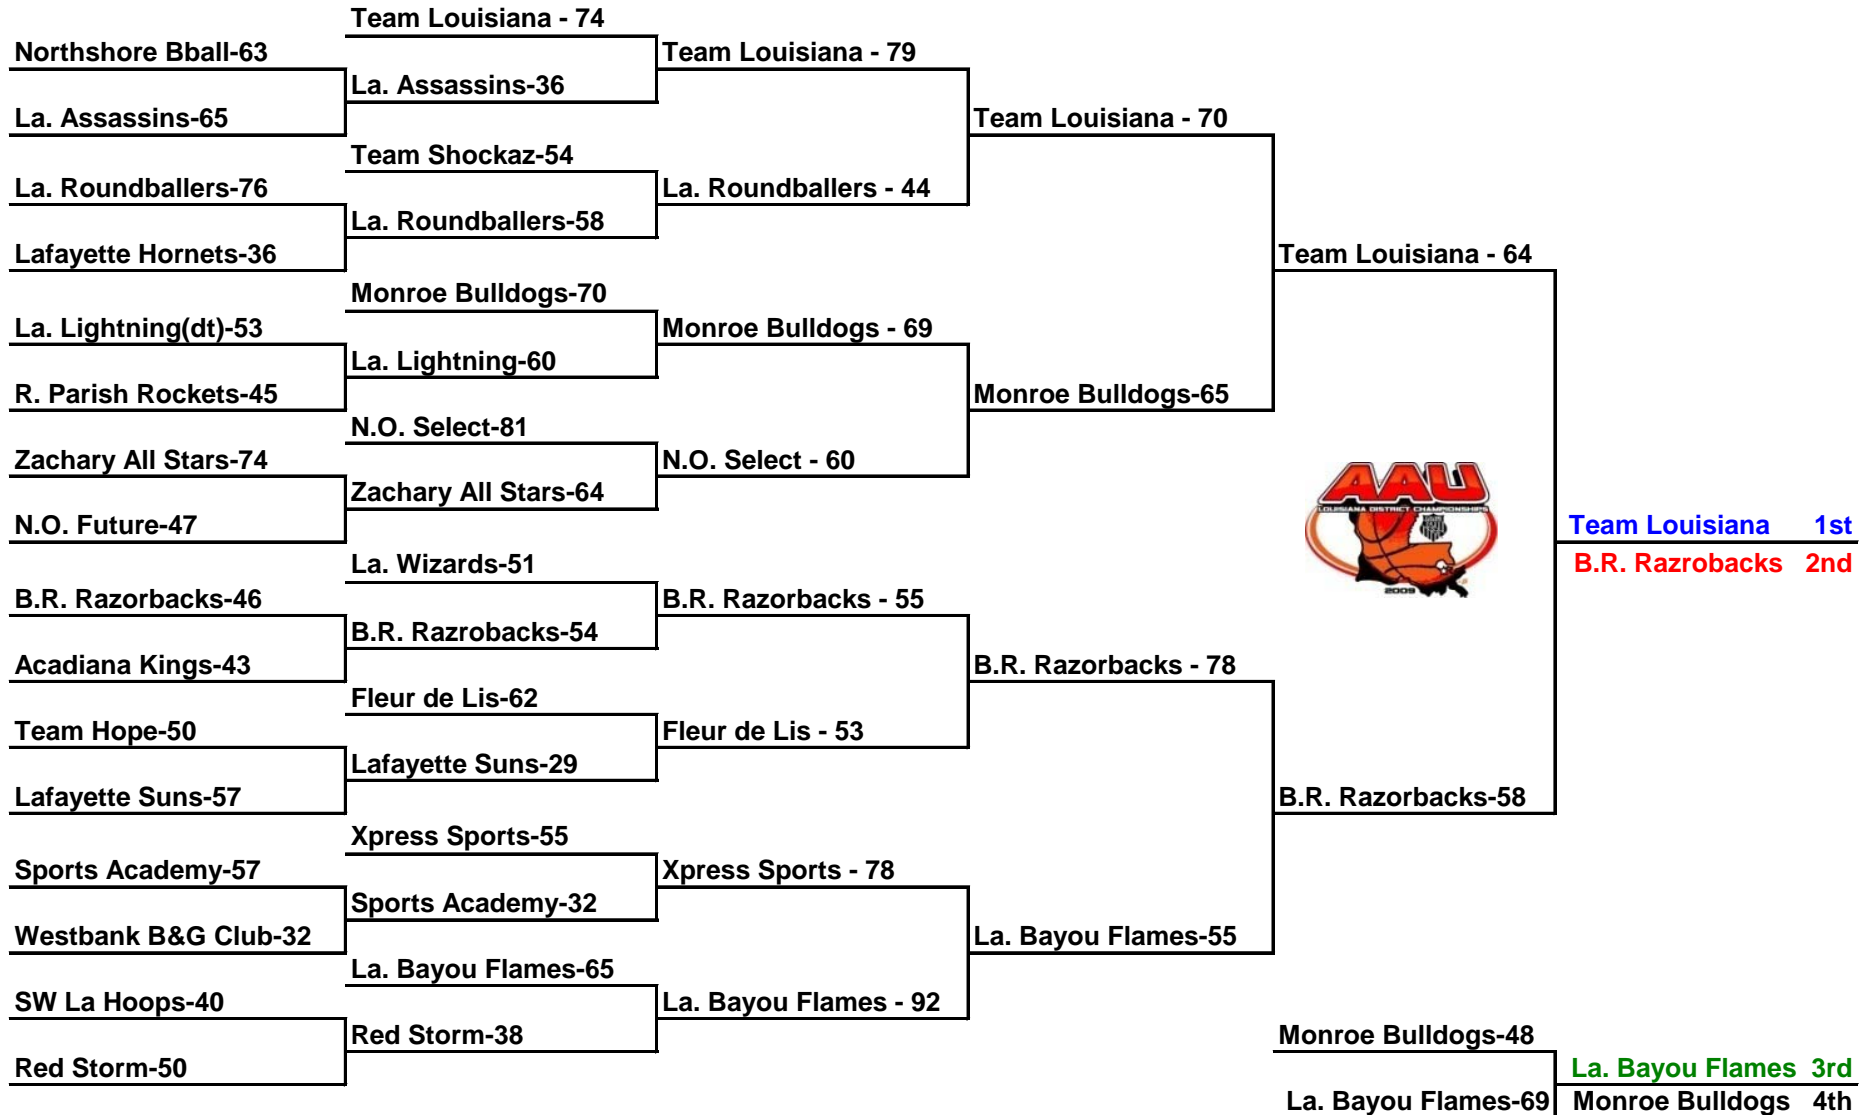 Team Louisiana - 74
Northshore Bball-63
La. Assassins-36
La. Assassins-65
Team Louisiana - 79
Team Shockaz-54
La. Roundballers-76
La. Roundballers-58
Lafayette Hornets-36
La. Roundballers - 44
Team Louisiana - 70
Monroe Bulldogs-70
La. Lightning(dt)-53
La. Lightning-60
R. Parish Rockets-45
Monroe Bulldogs - 69
N.O. Select-81
Zachary All Stars-74
Zachary All Stars-64
N.O. Future-47
N.O. Select - 60
Monroe Bulldogs-65
Team Louisiana - 64
La. Wizards-51
B.R. Razorbacks-46
B.R. Razrobacks-54
Acadiana Kings-43
B.R. Razorbacks - 55
Fleur de Lis-62
Team Hope-50
Lafayette Suns-29
Lafayette Suns-57
Fleur de Lis - 53
B.R. Razorbacks - 78
Xpress Sports-55
Sports Academy-57
Sports Academy-32
Westbank B&G Club-32
Xpress Sports - 78
La. Bayou Flames-65
SW La Hoops-40
Red Storm-38
Red Storm-50
La. Bayou Flames - 92
La. Bayou Flames-55
B.R. Razorbacks-58
AAU
LOUISIANA DISTRICT CHAMPIONSHIPS
2009
Team Louisiana 1st
B.R. Razrobacks 2nd
Monroe Bulldogs-48
La. Bayou Flames-69
La. Bayou Flames 3rd
Monroe Bulldogs 4th